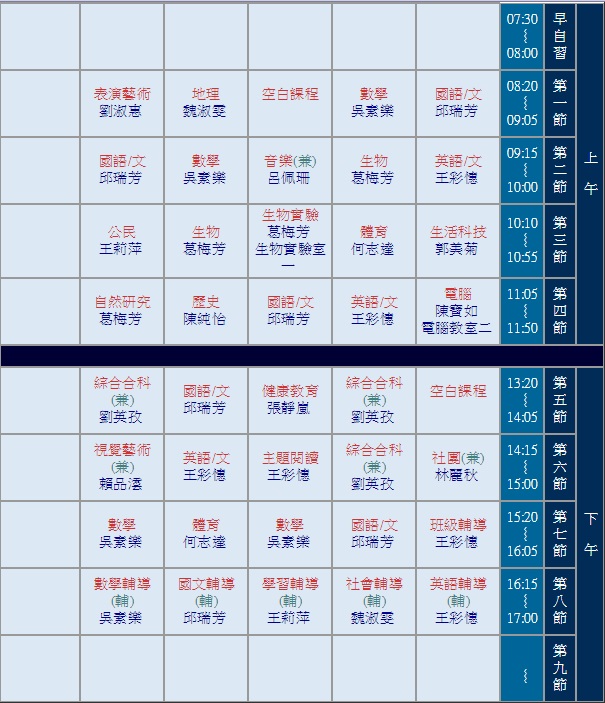 07:30
~
08:00
早自習
表演藝術
劉淑惠
地理
魏淑雯
空白課程
數學
吳素樂
國語/文
邱瑞芳
08:20
~
09:05
第一節
國語/文
邱瑞芳
數學
吳素樂
音樂(兼)
呂佩珊
生物
葛梅芳
英語/文
王彩憓
09:15
~
10:00
第二節
上午
公民
王莉萍
生物
葛梅芳
生物實驗
葛梅芳
生物實驗室
一
體育
何志逢
生活科技
郭美菊
10:10
~
10:55
第三節
自然研究
葛梅芳
歷史
陳純怡
國語/文
邱瑞芳
英語/文
王彩憓
電腦
陳寶如
電腦教室二
11:05
~
11:50
第四節
綜合合科
(兼)
劉英孜
國語/文
邱瑞芳
健康教育
張靜嵐
綜合合科
(兼)
劉英孜
空白課程
13:20
~
14:05
第五節
視覺藝術
(兼)
賴品澐
英語/文
王彩憓
主題閱讀
王彩憓
綜合合科
(兼)
劉英孜
社團(兼)
林麗秋
14:15
~
15:00
第六節
數學
吳素樂
體育
何志逢
數學
吳素樂
國語/文
邱瑞芳
班級輔導
王彩憓
15:20
~
16:05
第七節
下午
數學輔導
(輔)
吳素樂
國文輔導
(輔)
邱瑞芳
學習輔導
(輔)
王莉萍
社會輔導
(輔)
魏淑雯
英語輔導
(輔)
王彩憓
16:15
~
17:00
第八節
~
第九節